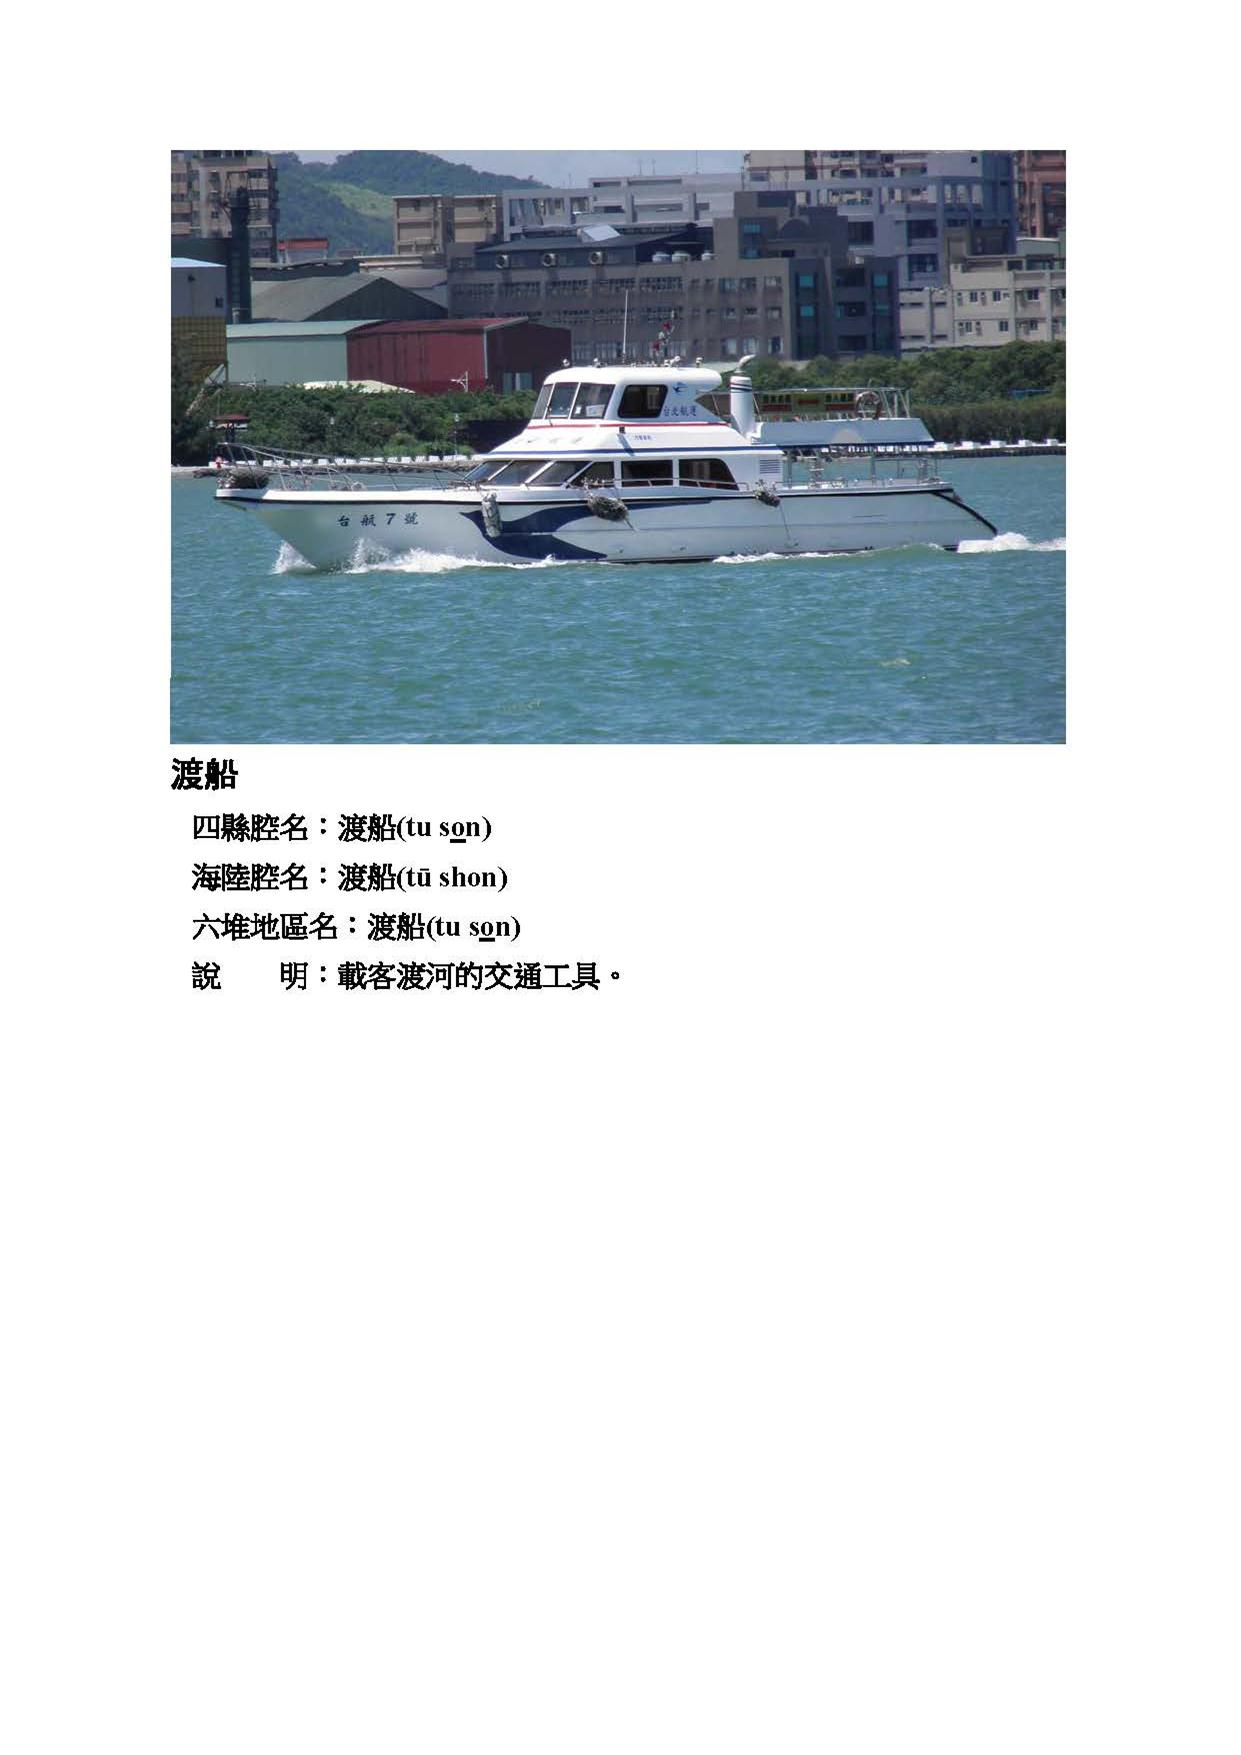 台北航運
台航7號
渡船
四縣腔名：渡船(tu so̲n)
海陸腔名：渡船(tū shon)
六堆地區名：渡船(tu so̲n)
說　　明：載客渡河的交通工具。